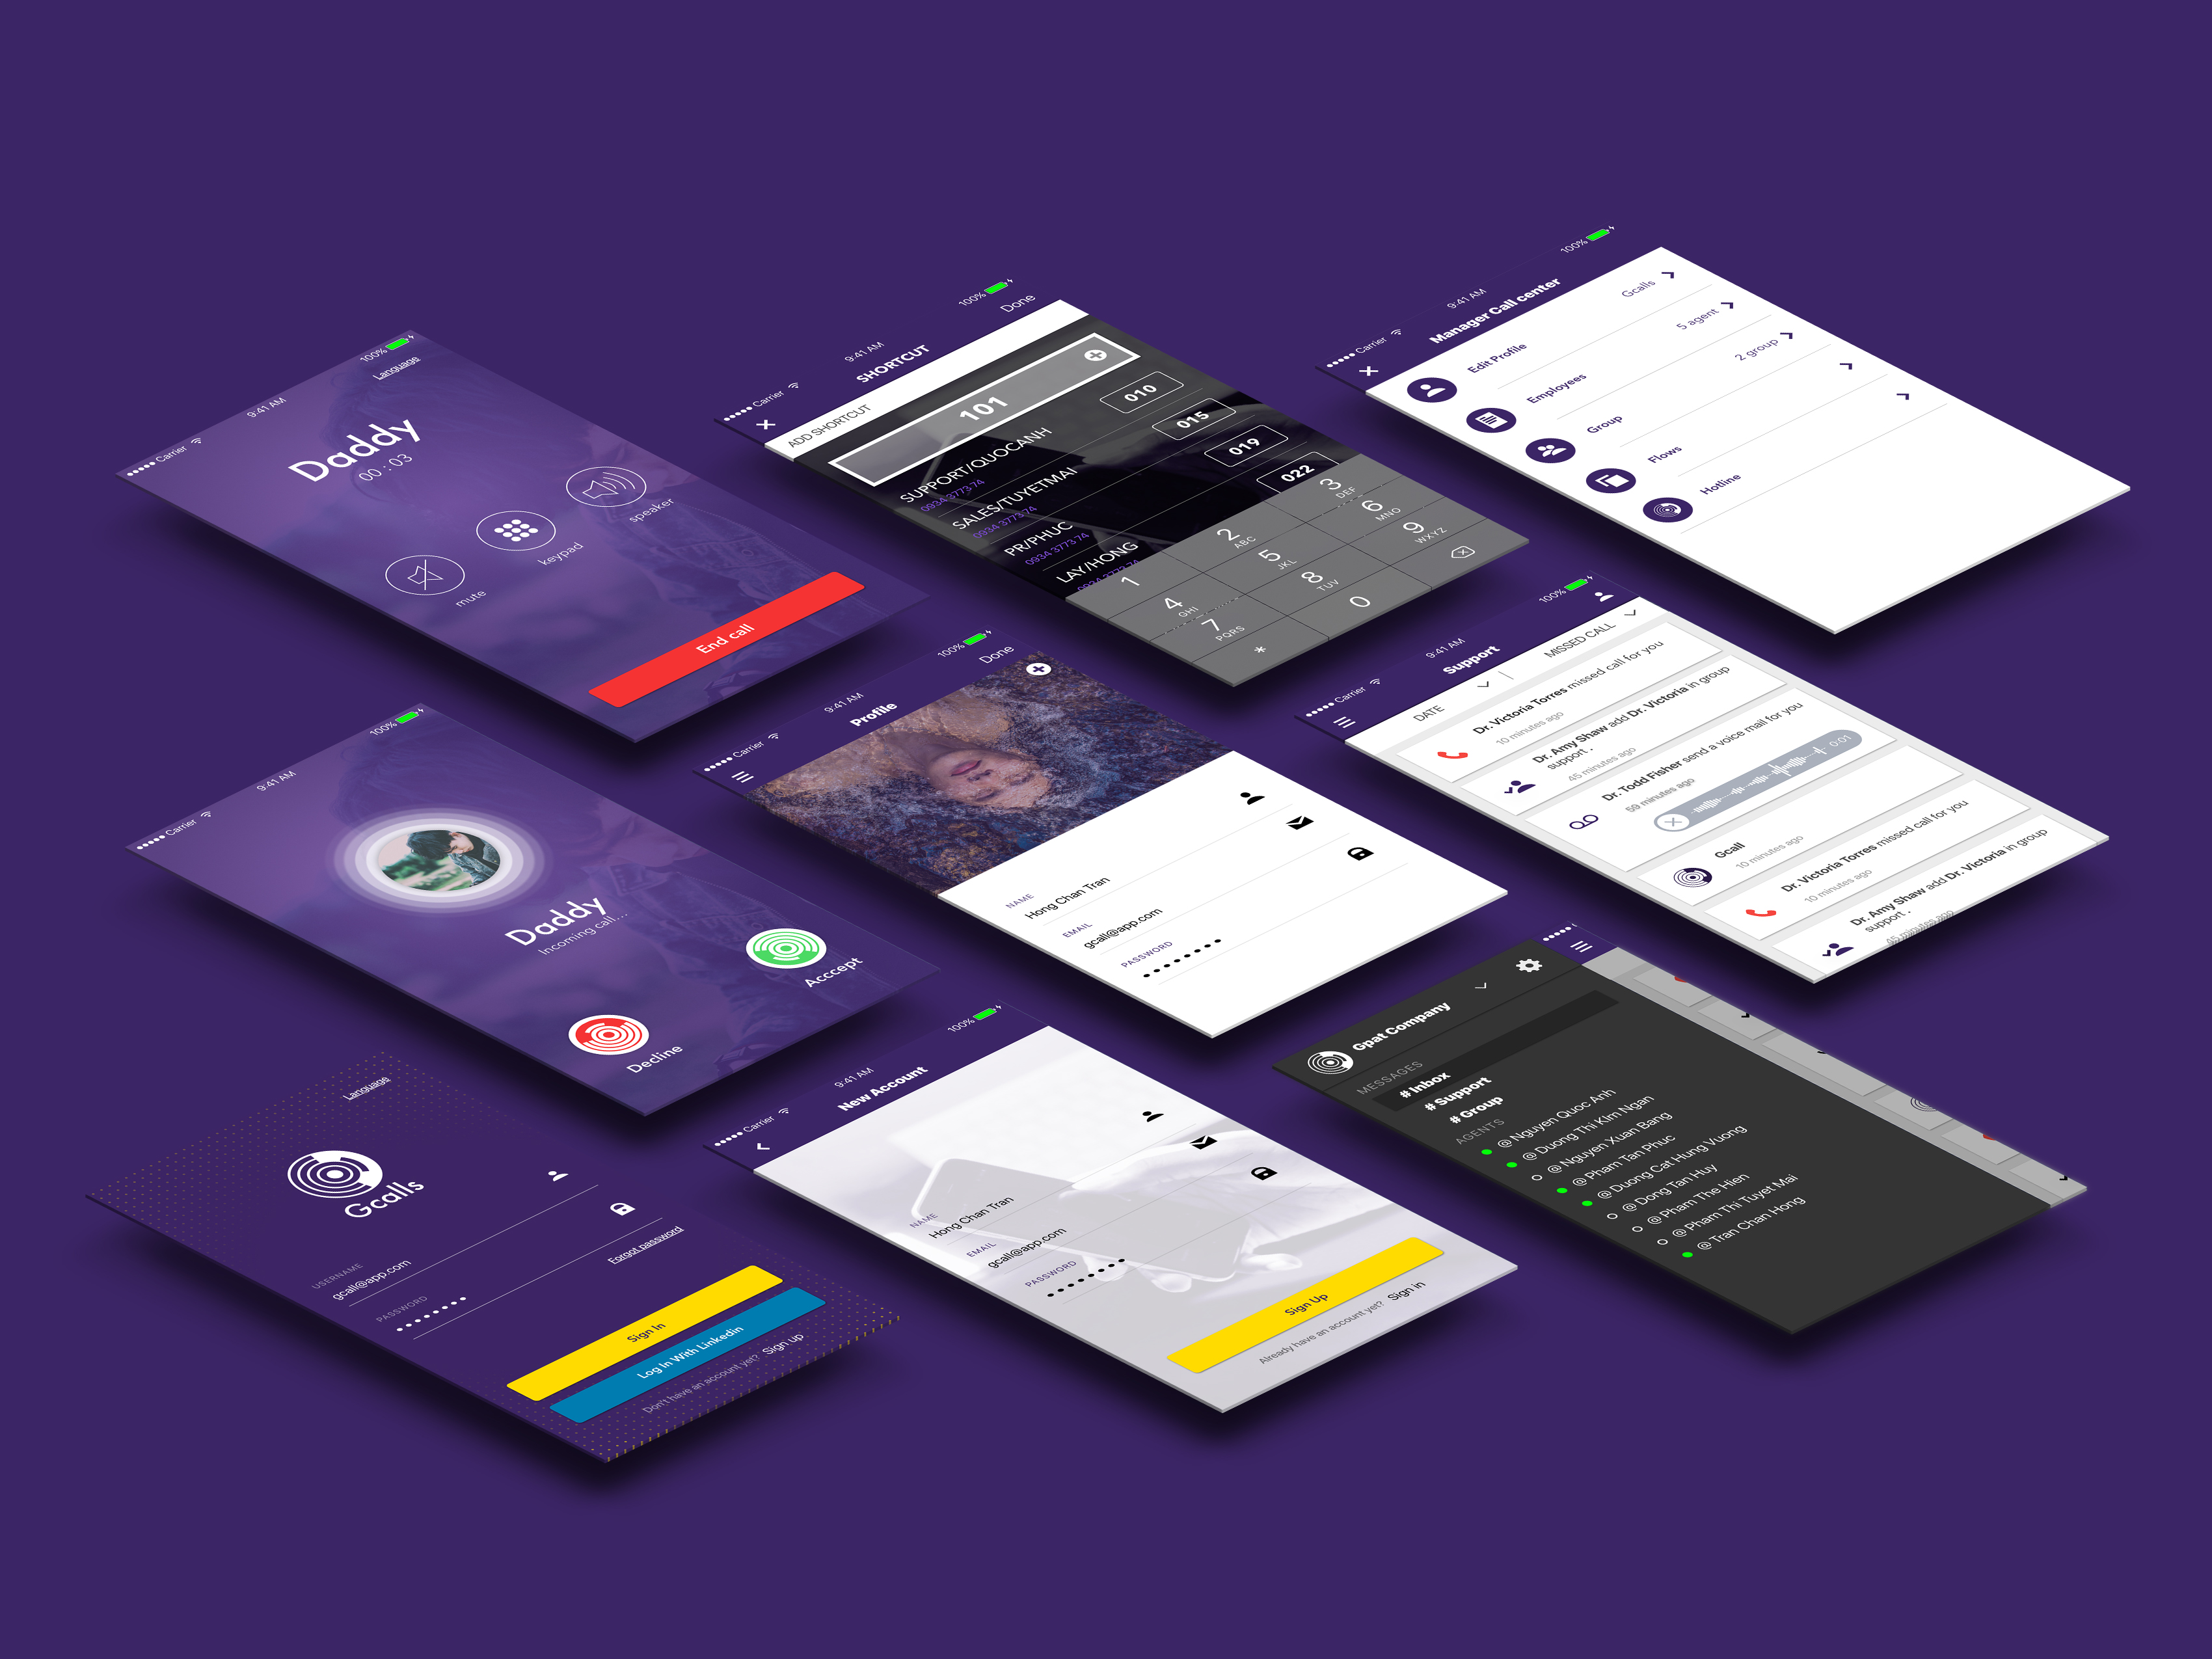 9:41 AM
100%
Carrier
Language
Daddy
00 : 03
mute
keypad
speaker
End call
9:41 AM
100%
Carrier
SHORTCUT
Done
ADD SHORTCUT
101
SUPPORT/QUOCANH
0934 3773 74
010
SALES/TUYETMAI
0934 3773 74
015
PR/PHUC
0934 3773 74
019
LAY/HONG
0934 3773 74
022
1
2
ABC
3
DEF
4
GHI
5
JKL
6
MNO
7
PQRS
8
TUV
9
WXYZ
*
0
Carrier
9:41 AM
100%
Manager Call center
Edit Profile
Gcalls
Employees
5 agent
Group
2 group
Flows
Hotline
Carrier
9:41 AM
100%
Daddy
Incoming call...
Decline
Acccept
Carrier
9:41 AM
100%
Profile
Done
NAME
Hong Chan Tran
EMAIL
gcall@app.com
PASSWORD
Carrier
9:41 AM
100%
Support
DATE
MISSED CALL
Dr. Victoria Torres missed call for you
10 minutes ago
Dr. Amy Shaw add Dr. Victoria in group
support .
45 minutes ago
Dr. Todd Fisher send a voice mail for you
59 minutes ago
0:01
Gcall
10 minutes ago
Dr. Victoria Torres missed call for you
10 minutes ago
Dr. Amy Shaw add Dr. Victoria in group
support .
45 minutes ago
Language
Gcalls
USERNAME
gcall@app.com
PASSWORD
Forgot password
Sign In
Log In With Linkedin
Don't have an account yet? Sign up
Carrier
9:41 AM
100%
New Account
NAME
Hong Chan Tran
EMAIL
gcall@app.com
PASSWORD
Sign Up
Already have an account yet? Sign in
Gpat Company
MESSAGES
# Inbox
# Support
# Group
AGENTS
@ Nguyen Quoc Anh
@ Duong Thi Kim Ngan
@ Nguyen Xuan Bang
@ Pham Tan Phuc
@ Duong Cat Hung Vuong
@ Dong Tan Huy
@ Pham The Hien
@ Pham Thi Tuyet Mai
@ Tran Chan Hong